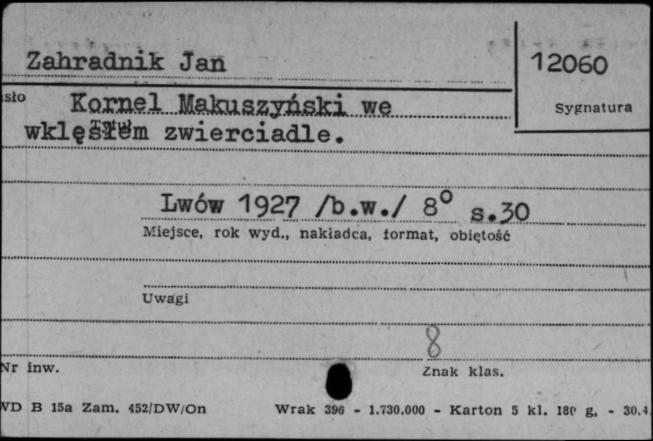 Zahradnik Jan
12060
Sygnatura
sło Kornel Makuszyński we
wklęsłem zwierciadle.
Lwów 1927 /b.w./ 8° s.30
Miejsce, rok wyd., nakładca, format, objętość
Uwagi
8
Nr inw.
Znak klas.
WD B 15a Zam. 452/DW/On Wrak 396 - 1.730.000 - Karton 5 kl. 180 g. - 30.4.